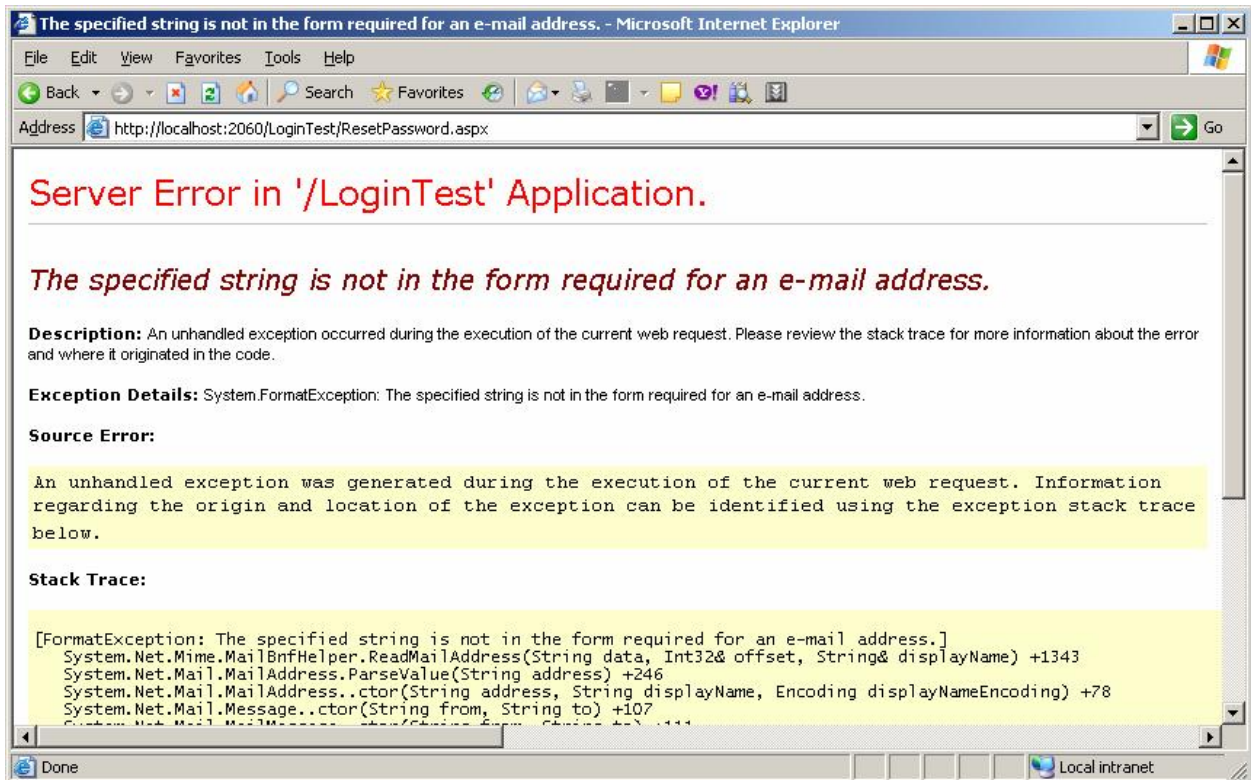 The specified string is not in the form required for an e-mail address. - Microsoft Internet Explorer
File Edit View Favorites Tools Help
Back Search Favorites
Address http://localhost:2060/LoginTest/ResetPassword.aspx Go
Server Error in '/LoginTest' Application.
The specified string is not in the form required for an e-mail address.
Description: An unhandled exception occurred during the execution of the current web request. Please review the stack trace for more information about the error
and where it originated in the code.
Exception Details: System.FormatException: The specified string is not in the form required for an e-mail address.
Source Error:
An unhandled exception was generated during the execution of the current web request. Information
regarding the origin and location of the exception can be identified using the exception stack trace
below.
Stack Trace:
[FormatException: The specified string is not in the form required for an e-mail address.]
System.Net.Mime.MailBnfHelper.ReadMailAddress(String data, Int32& offset, String& displayName) +1343
System.Net.Mail.MailAddress.ParseValue(String address) +246
System.Net.Mail.MailAddress..ctor(String address, String displayName, Encoding displayNameEncoding) +78
System.Net.Mail.Message..ctor(String from, String to) +107
System.Net.Mail.MailMessage..ctor(String from, String to) +111
Done Local intranet